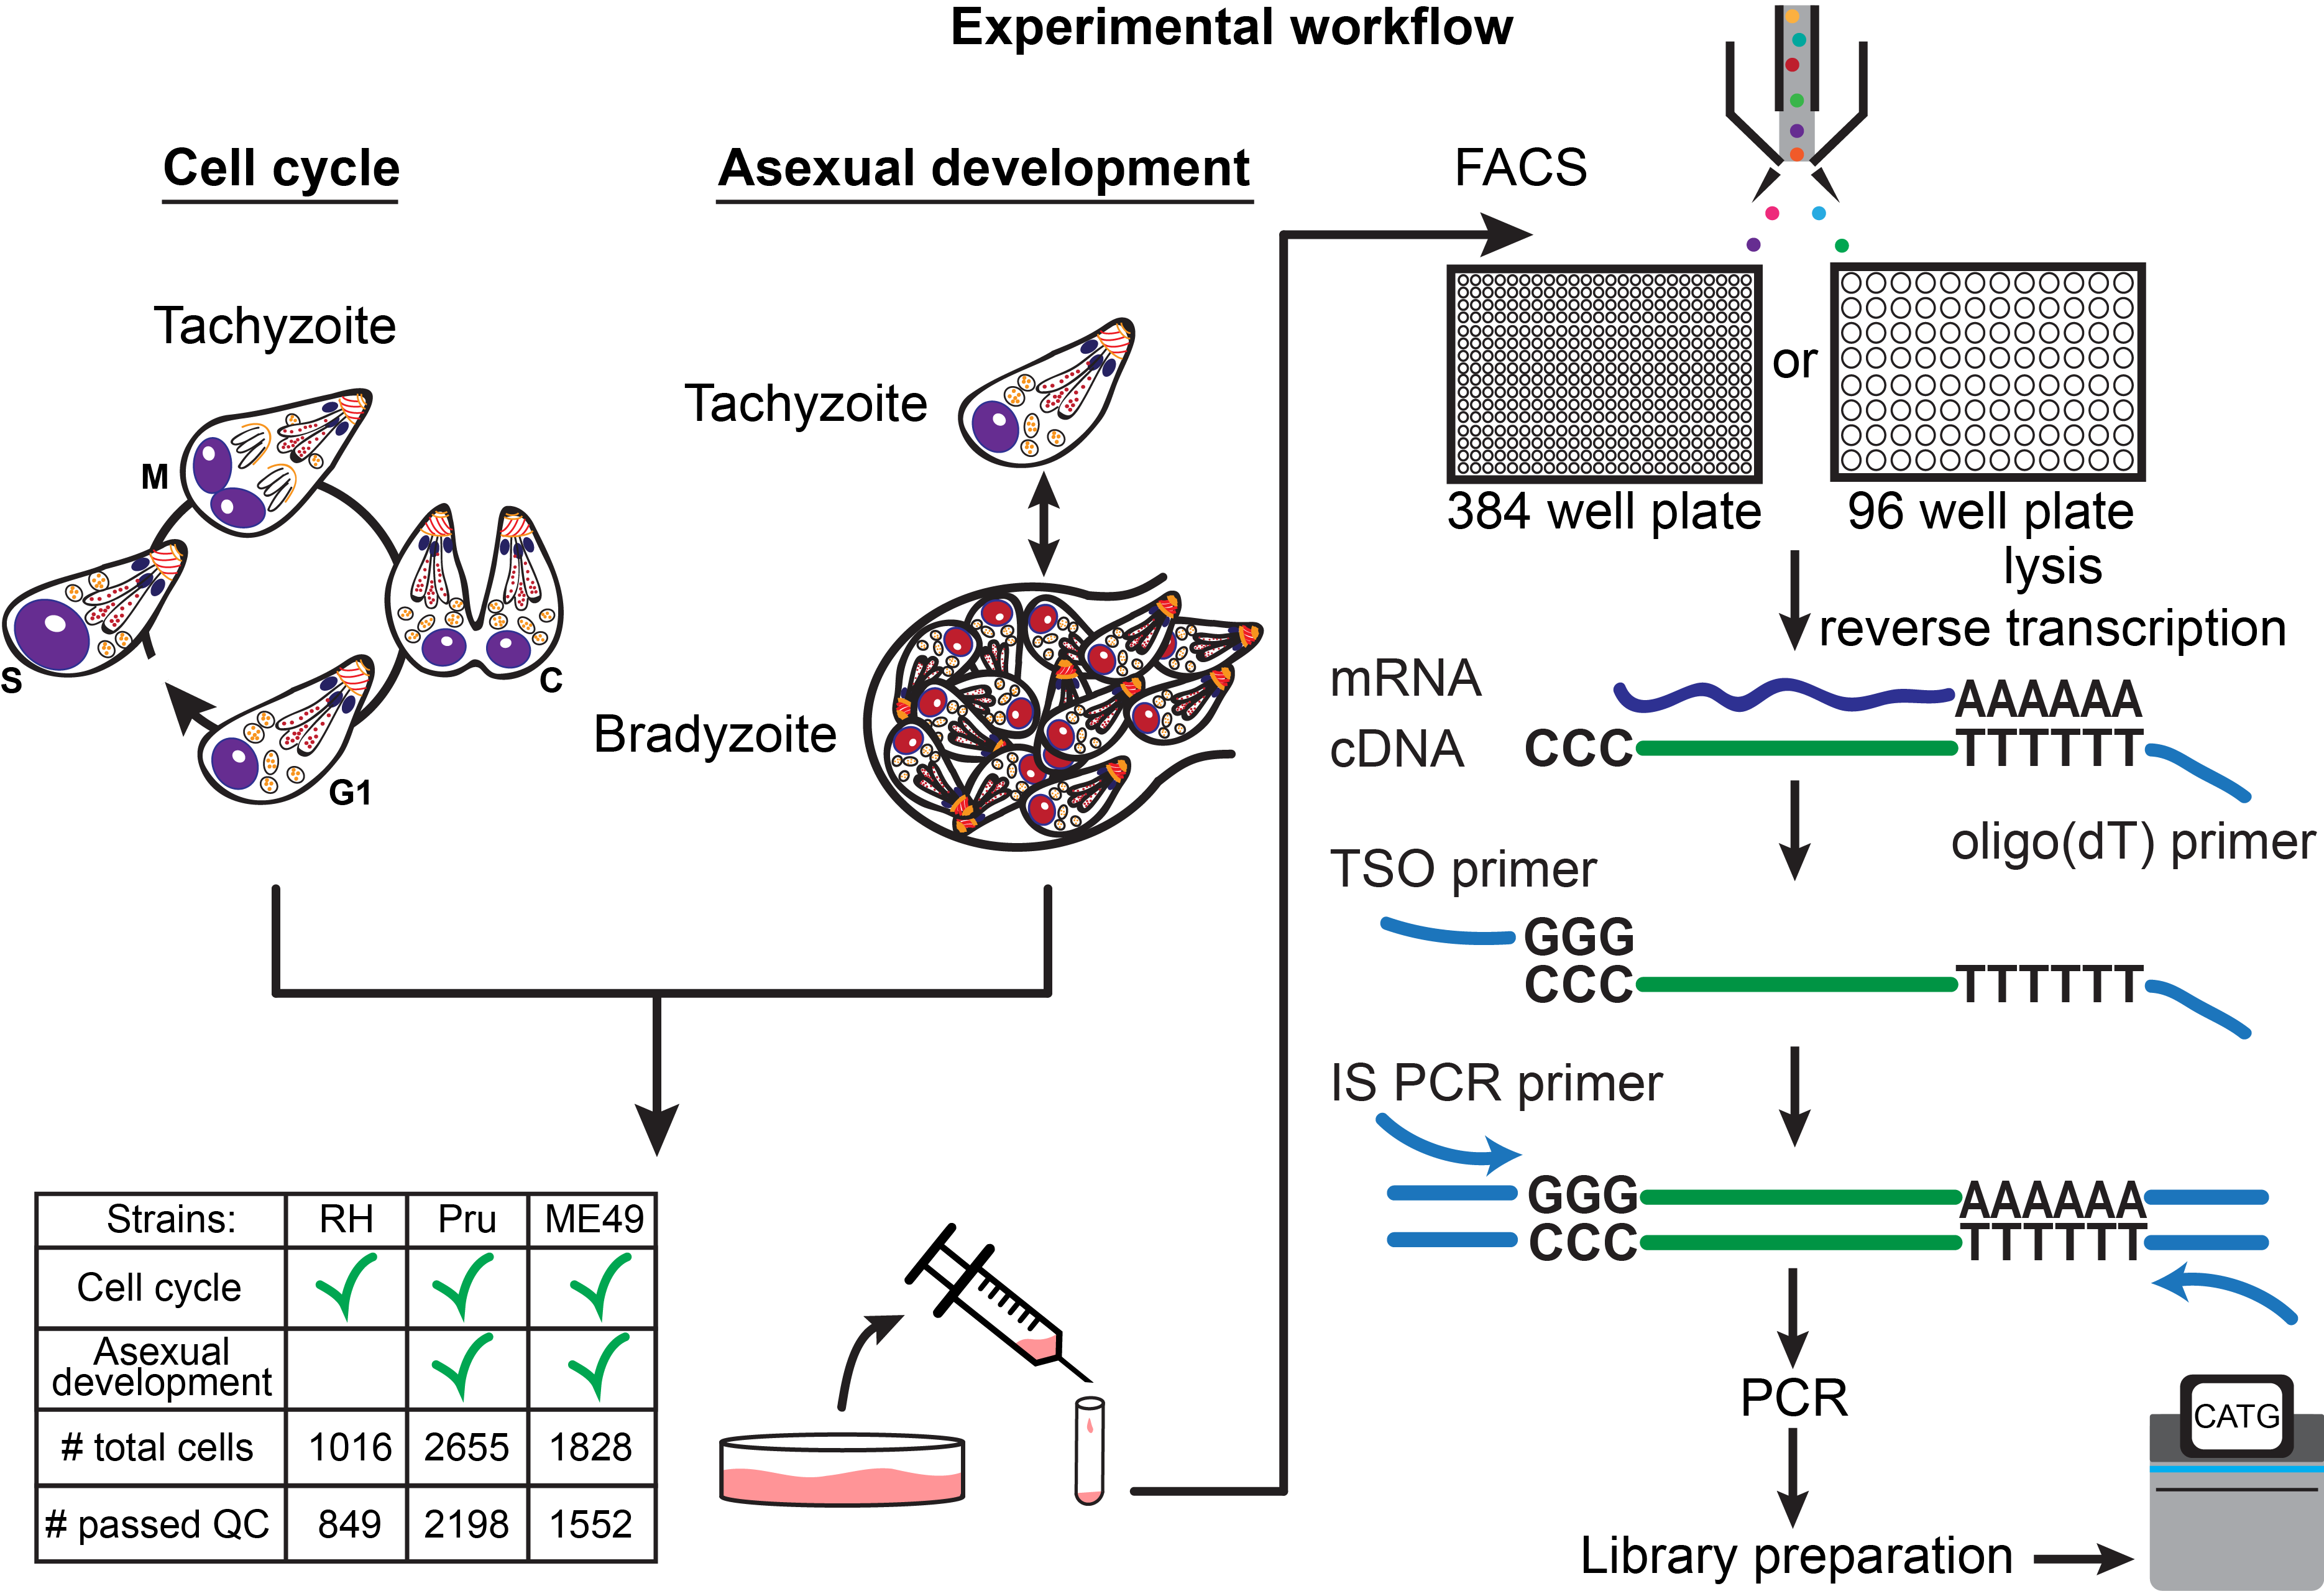 Experimental workflow
Cell cycle
Tachyzoite
M
S
C
G1
Asexual development
Tachyzoite
Bradyzoite
Strains: RH Pru ME49
Cell cycle
Asexual
development
# total cells 1016 2655 1828
# passed QC 849 2198 1552
FACS
or
384 well plate 96 well plate
lysis
reverse transcription
mRNA AAAAAA
cDNA CCC TTTTTT
oligo(dT) primer
TSO primer
GGG
CCC TTTTTT
IS PCR primer
GGG AAAAAA
CCC TTTTTT
PCR
CATG
Library preparation